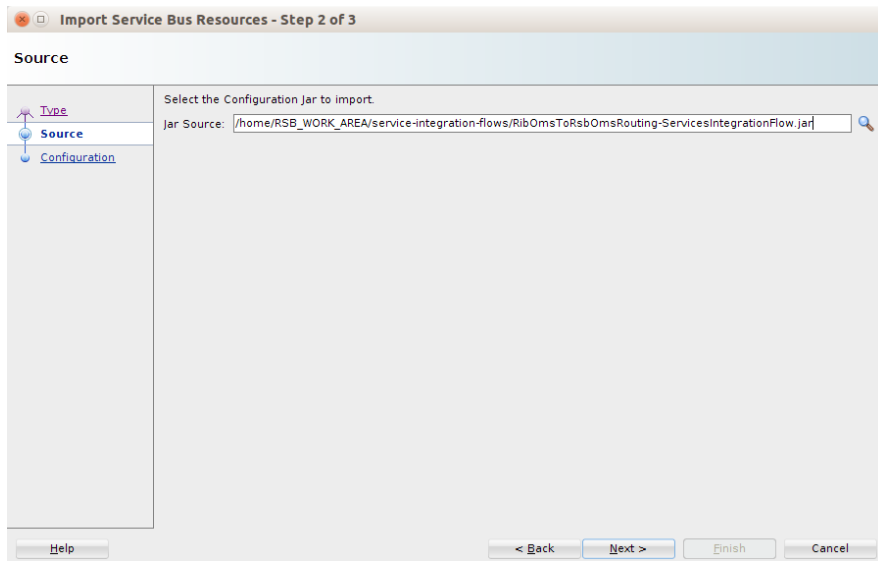 Import Service Bus Resources - Step 2 of 3
Source
Type
Source
Configuration
Select the Configuration Jar to import.
Jar Source: /home/RSB_WORK_AREA/service-integration-flows/RibOmsToRsbOmsRouting-ServicesIntegrationFlow.jar
Help
< Back Next > Finish Cancel